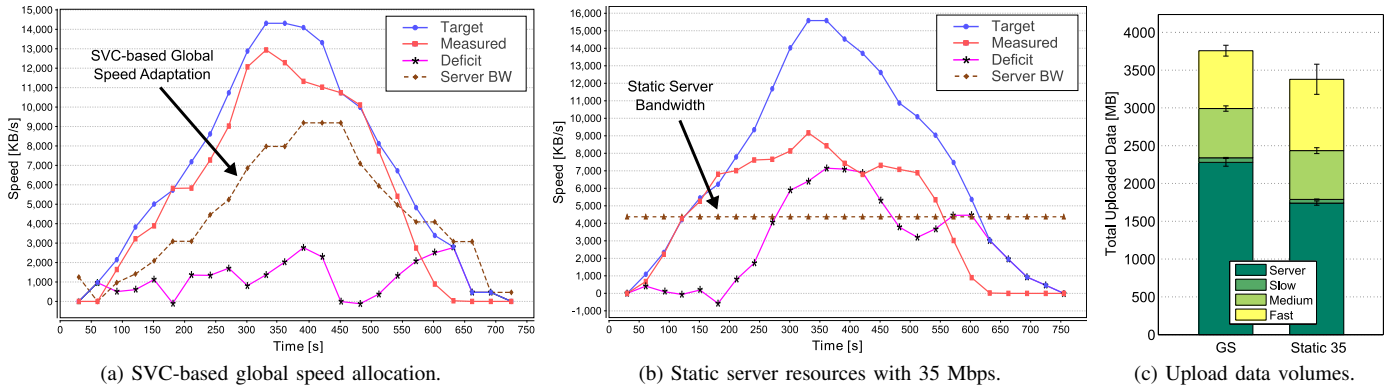 15,000
14,000
13,000
12,000
11,000
10,000
9,000
8,000
7,000
6,000
5,000
4,000
3,000
2,000
1,000
0
Speed [KB/s]
SVC-based Global
Speed Adaptation
Target
Measured
Deficit
Server BW
0 50 100 150 200 250 300 350 400 450 500 550 600 650 700 750
Time [s]
(a) SVC-based global speed allocation.
16,000
15,000
14,000
13,000
12,000
11,000
10,000
9,000
8,000
7,000
6,000
5,000
4,000
3,000
2,000
1,000
0
-1,000
Speed [KB/s]
Static Server
Bandwidth
Target
Measured
Deficit
Server BW
0 50 100 150 200 250 300 350 400 450 500 550 600 650 700 750
Time [s]
(b) Static server resources with 35 Mbps.
4000
3500
3000
2500
2000
1500
1000
500
0
Total Uploaded Data [MB]
Server
Slow
Medium
Fast
GS Static 35
(c) Upload data volumes.